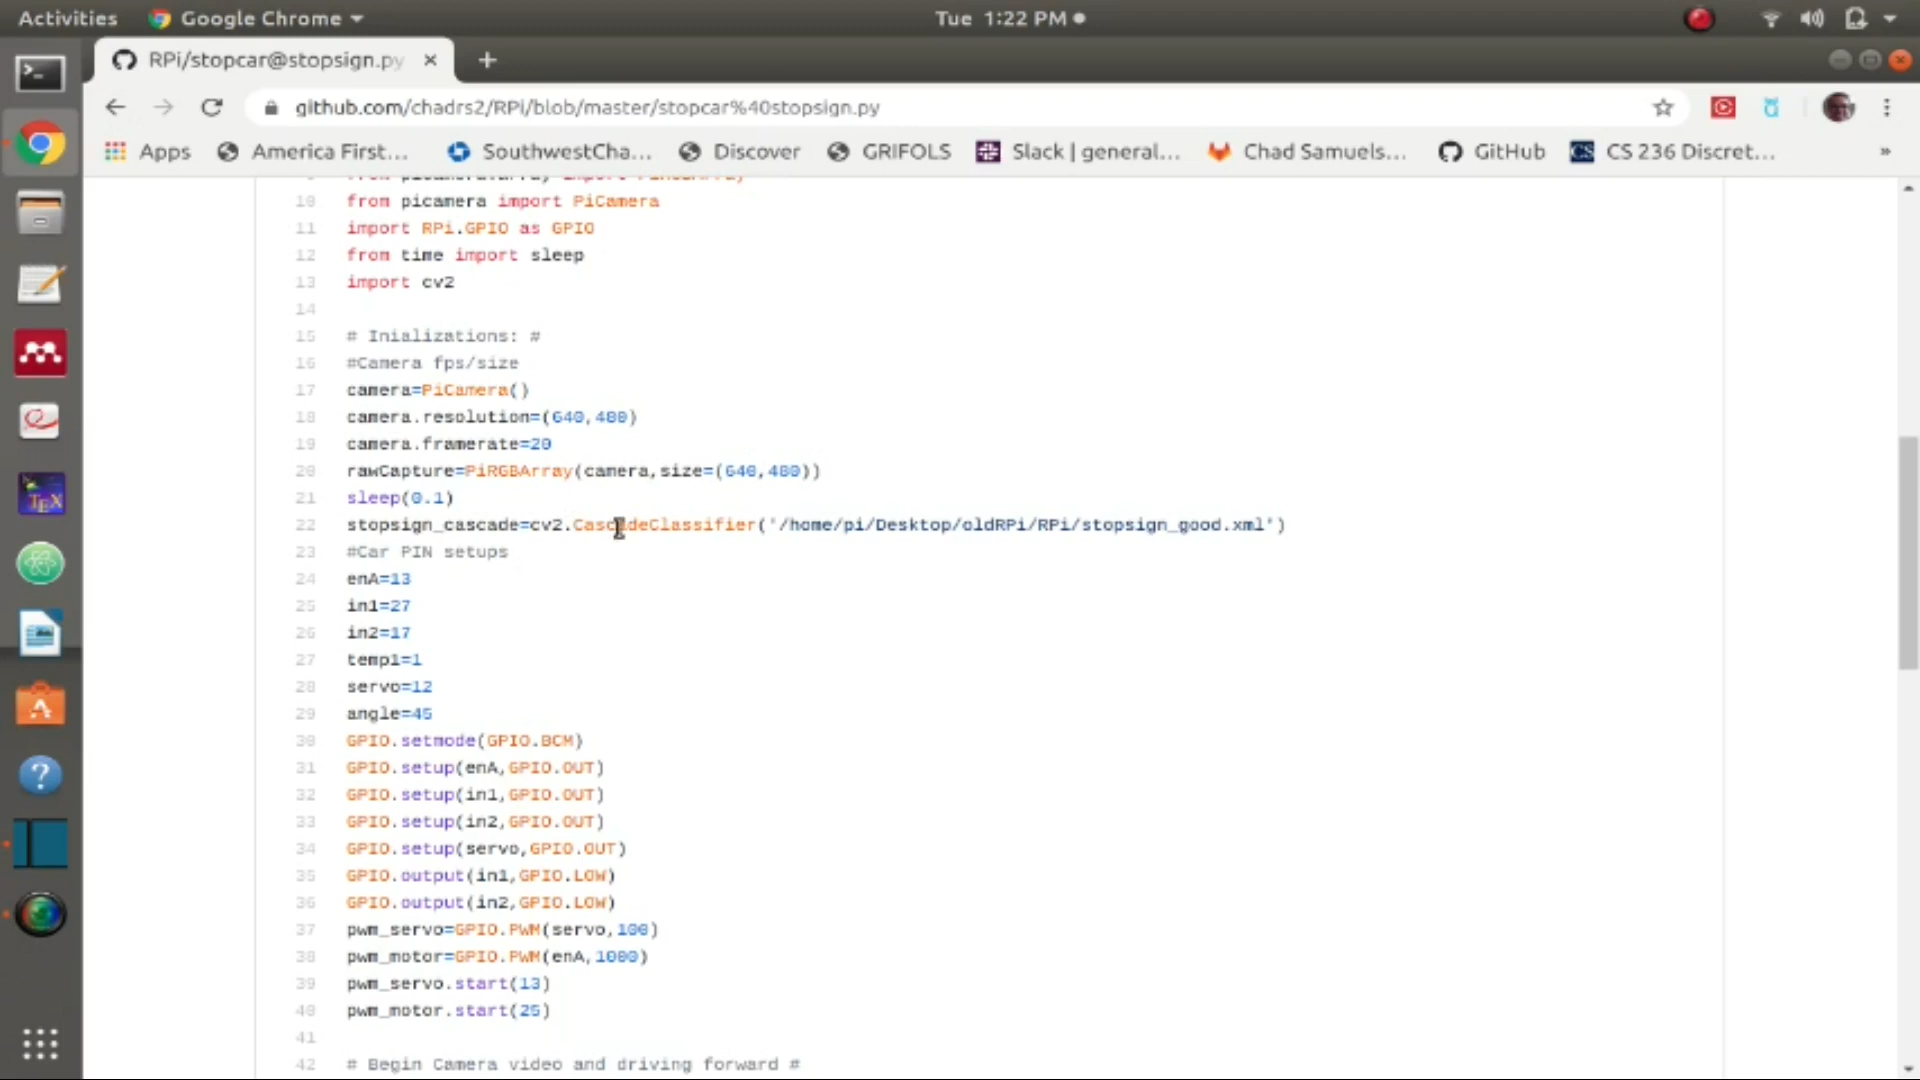 Activities Google Chrome Tue 1:22 PM
RPi/stopcar@stopsign.py
github.com/chadrs2/RPi/blob/master/stopcar%40stopsign.py
Apps America First... SouthwestCha... Discover GRIFOLS Slack | general... Chad Samuels... GitHub CS CS 236 Discret... »
10 from picamera import PiCamera
11 import RPi.GPIO as GPIO
12 from time import sleep
13 import cv2
14
15 # Inializations: #
16 #Camera fps/size
17 camera=PiCamera()
18 camera.resolution=(640,480)
19 camera.framerate=20
20 rawCapture=PiRGBArray(camera,size=(640,480))
21 sleep(0.1)
22 stopsign_cascade=cv2.CascadeClassifier('/home/pi/Desktop/oldRPi/RPi/stopsign_good.xml')
23 #Car PIN setups
24 enA=13
25 in1=27
26 in2=17
27 temp1=1
28 servo=12
29 angle=45
30 GPIO.setmode(GPIO.BCM)
31 GPIO.setup(enA,GPIO.OUT)
32 GPIO.setup(in1,GPIO.OUT)
33 GPIO.setup(in2,GPIO.OUT)
34 GPIO.setup(servo,GPIO.OUT)
35 GPIO.output(in1,GPIO.LOW)
36 GPIO.output(in2,GPIO.LOW)
37 pwm_servo=GPIO.PWM(servo,100)
38 pwm_motor=GPIO.PWM(enA,1000)
39 pwm_servo.start(13)
40 pwm_motor.start(25)
41
42 # Begin Camera video and driving forward #